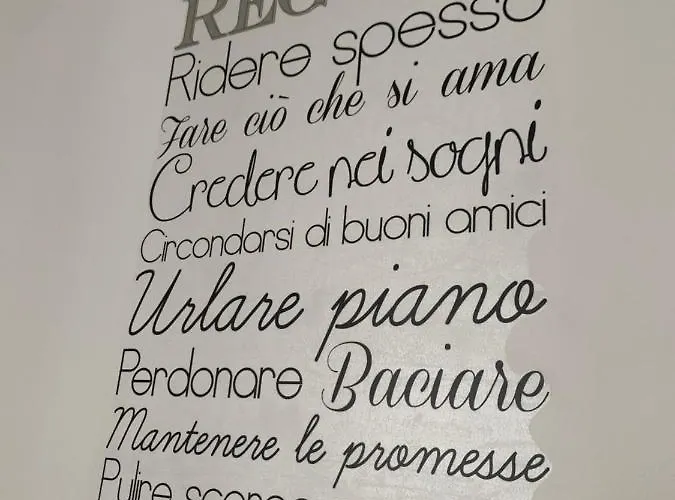 Ridere spesso
Fare ciò che si ama
Credere nei sogni
Circondarsi di buoni amici
Urlare piano
Perdonare Baciare
Mantenere le promesse
Pulire